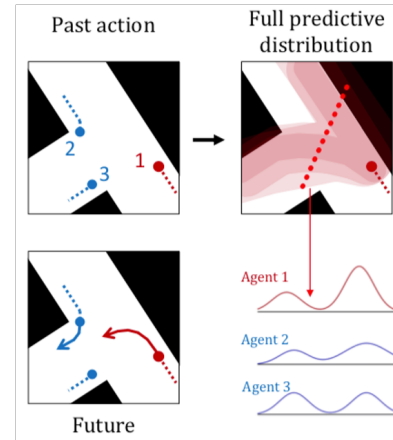 Past action
Full predictive
distribution
1
2
3
Agent 1
Agent 2
Agent 3
Future